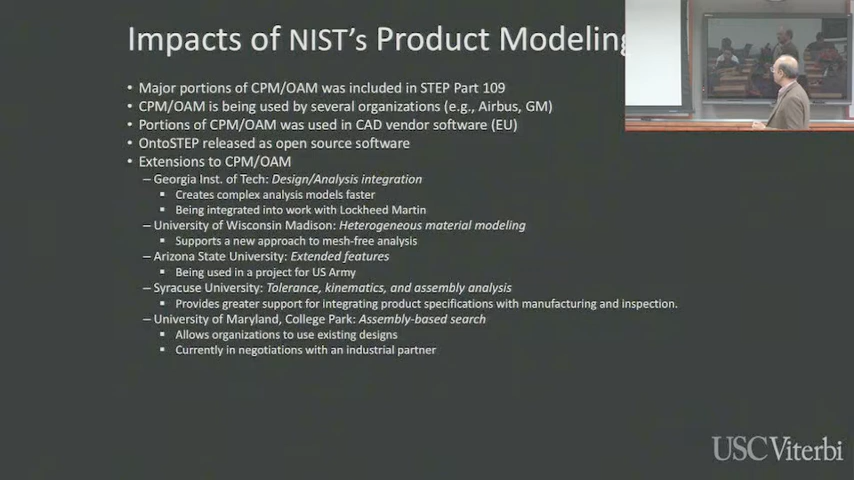 Impacts of NIST's Product Modeling
• Major portions of CPM/OAM was included in STEP Part 109
• CPM/OAM is being used by several organizations (e.g., Airbus, GM)
• Portions of CPM/OAM was used in CAD vendor software (EU)
• OntoSTEP released as open source software
• Extensions to CPM/OAM
– Georgia Inst. of Tech: Design/Analysis integration
▪ Creates complex analysis models faster
▪ Being integrated into work with Lockheed Martin
– University of Wisconsin Madison: Heterogeneous material modeling
▪ Supports a new approach to mesh-free analysis
– Arizona State University: Extended features
▪ Being used in a project for US Army
– Syracuse University: Tolerance, kinematics, and assembly analysis
▪ Provides greater support for integrating product specifications with manufacturing and inspection.
– University of Maryland, College Park: Assembly-based search
▪ Allows organizations to use existing designs
▪ Currently in negotiations with an industrial partner
USC Viterbi